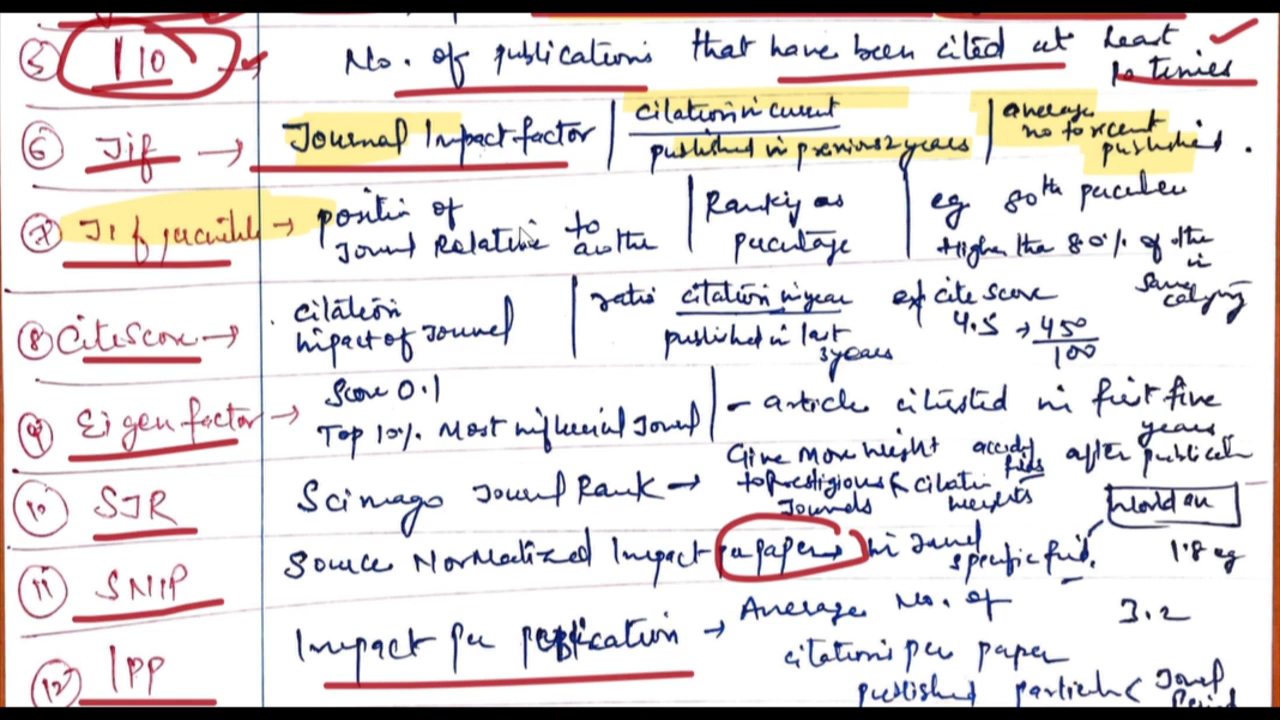 ⑤ I10 → No. of publications that have been cited at least 10 times
⑥ Jif → Journal Impact factor | citation in current published in previous 2 years | average no to recent published.
⑦ Jif percentile → position of Journal Relative to another | Ranking as percentage | eg 80th percentile Higher than 80% of the in same category
⑧ CiteScore → citation impact of Journal | ratio citation in year published in last 3 years ex cite score 4.5 → 450/100
⑨ Eigen factor → Score 0.1 Top 10% Most influencial Journal | - article citested in first five years after publication
⑩ SJR Scimago Journal Rank → Give More weight to prestigious & citation weights Journals according fields
⑪ SNIP Source Normalized Impact per paper → in Journal specific field. 1.8 eg
⑫ IPP Impact per publication → Average No. of citations per paper published particular Journal Period 3.2